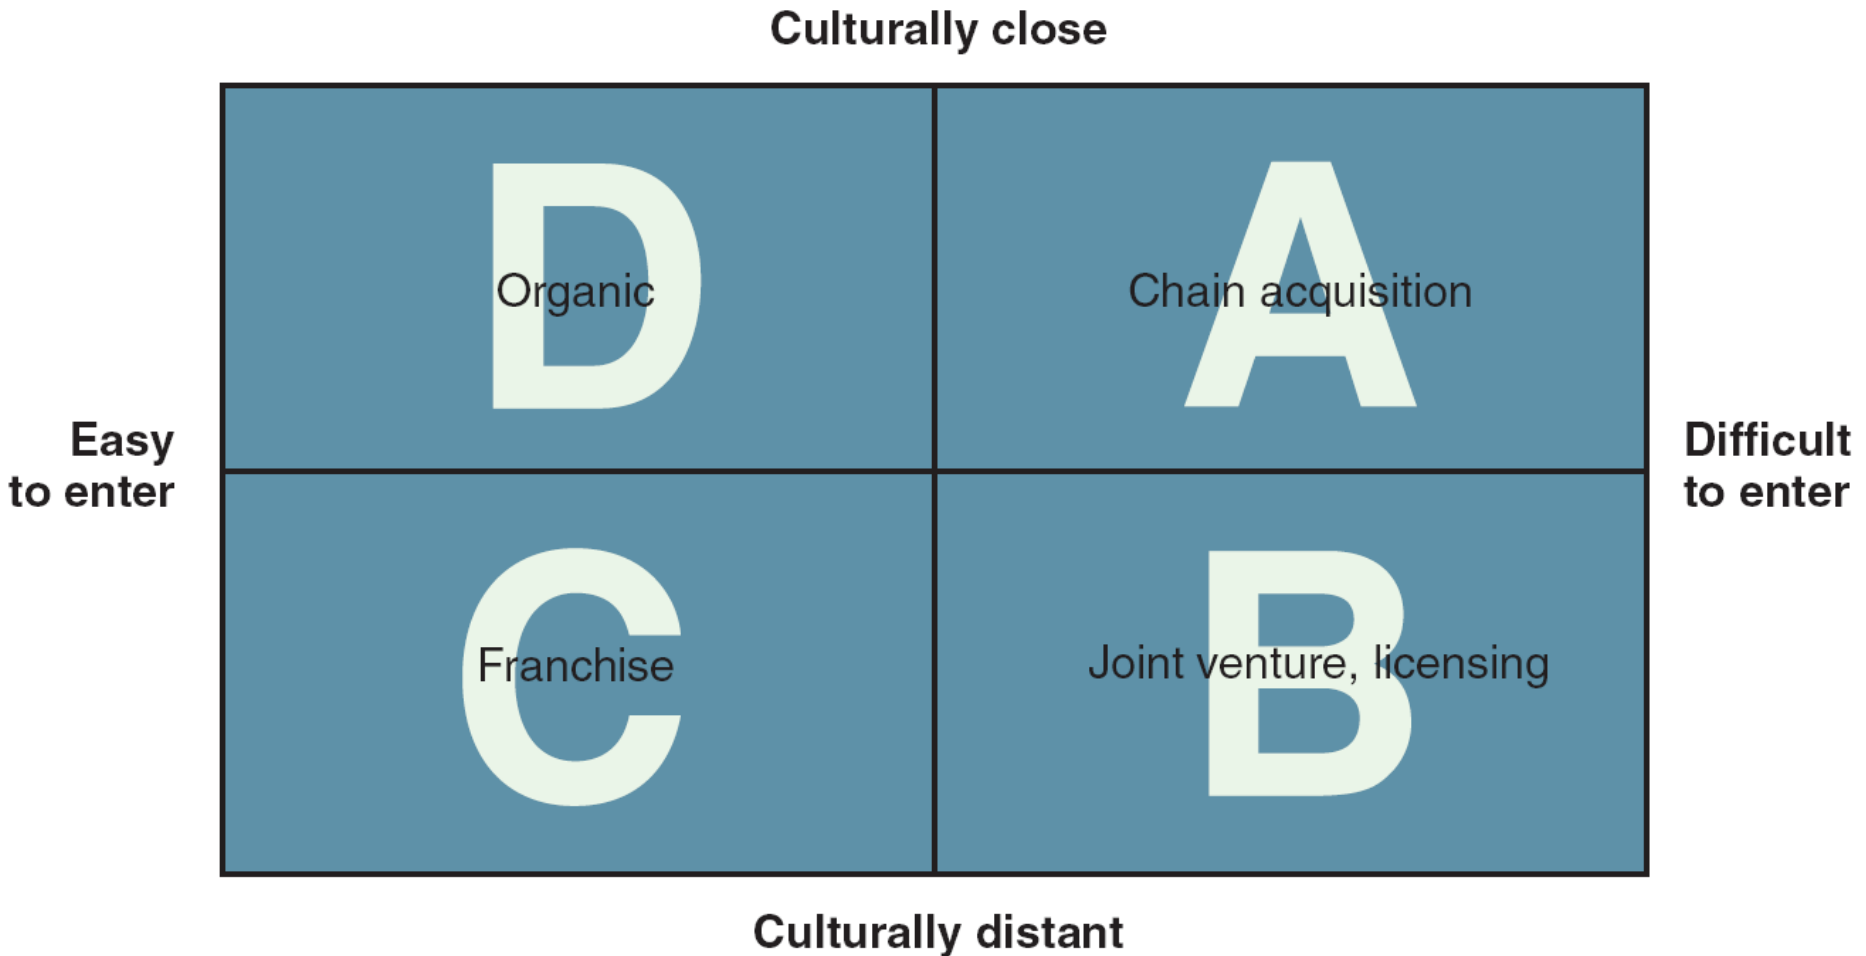 Culturally close
D
Organic
A
Chain acquisition
Easy
to enter
Difficult
to enter
C
Franchise
B
Joint venture, licensing
Culturally distant